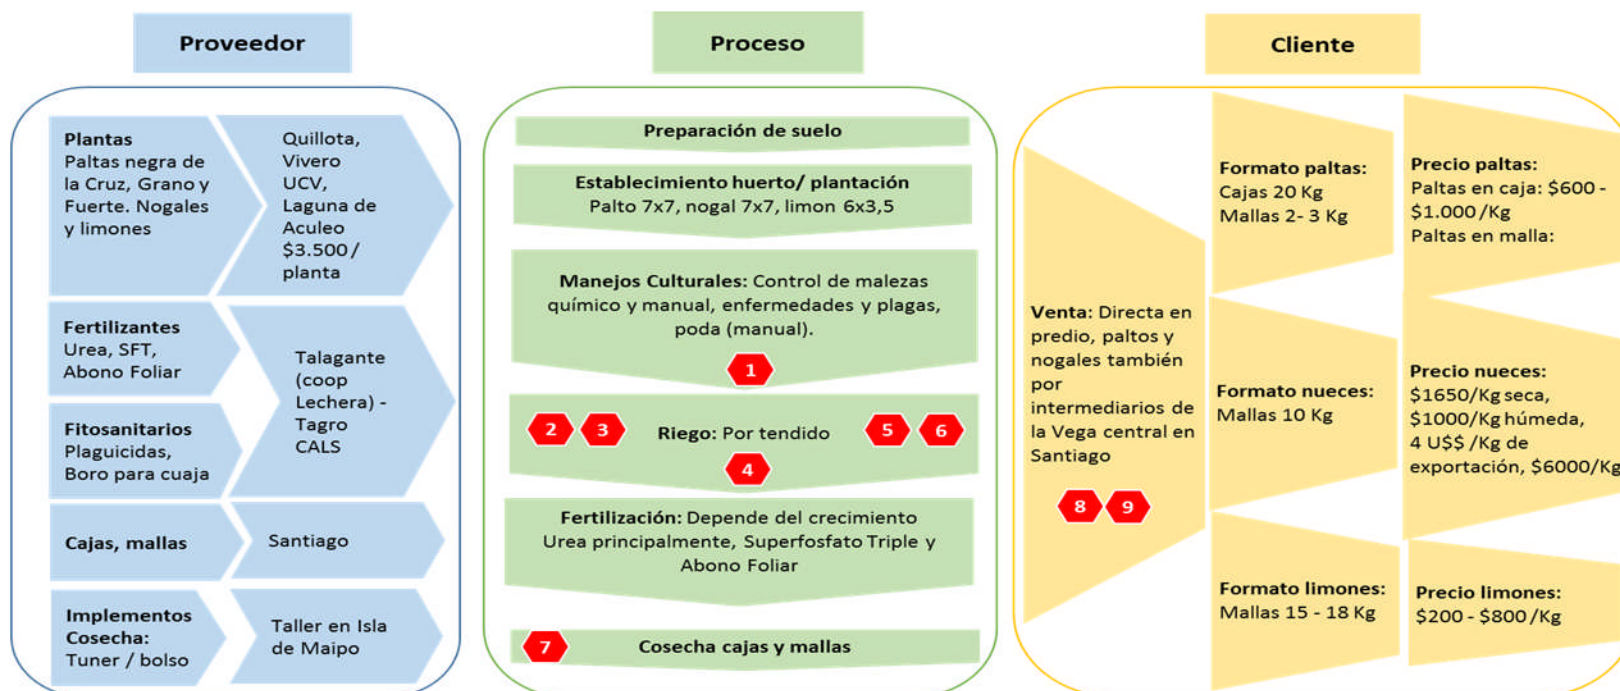 Proveedor
Plantas
Paltas negra de
la Cruz, Grano y
Fuerte. Nogales
y limones
Quillota,
Vivero
UCV,
Laguna de
Aculeo
$3.500 /
planta
Fertilizantes
Urea, SFT,
Abono Foliar
Fitosanitarios
Plaguicidas,
Boro para cuaja
Talagante
(coop
Lechera) -
Tagro
CALS
Cajas, mallas
Santiago
Implementos
Cosecha:
Tuner / bolso
Taller en Isla
de Maipo
Proceso
Preparación de suelo
Establecimiento huerto/ plantación
Palto 7x7, nogal 7x7, limon 6x3,5
Manejos Culturales: Control de malezas
químico y manual, enfermedades y plagas,
poda (manual).
1
2 3 Riego: Por tendido 5 6
4
Fertilización: Depende del crecimiento
Urea principalmente, Superfosfato Triple y
Abono Foliar
7 Cosecha cajas y mallas
Cliente
Venta: Directa en
predio, paltos y
nogales también
por
intermediarios de
la Vega central en
Santiago
8 9
Formato paltas:
Cajas 20 Kg
Mallas 2- 3 Kg
Precio paltas:
Paltas en caja: $600 -
$1.000 /Kg
Paltas en malla:
Formato nueces:
Mallas 10 Kg
Precio nueces:
$1650/Kg seca,
$1000/Kg húmeda,
4 U$$ /Kg de
exportación, $6000/Kg
Formato limones:
Mallas 15 - 18 Kg
Precio limones:
$200 - $800 /Kg